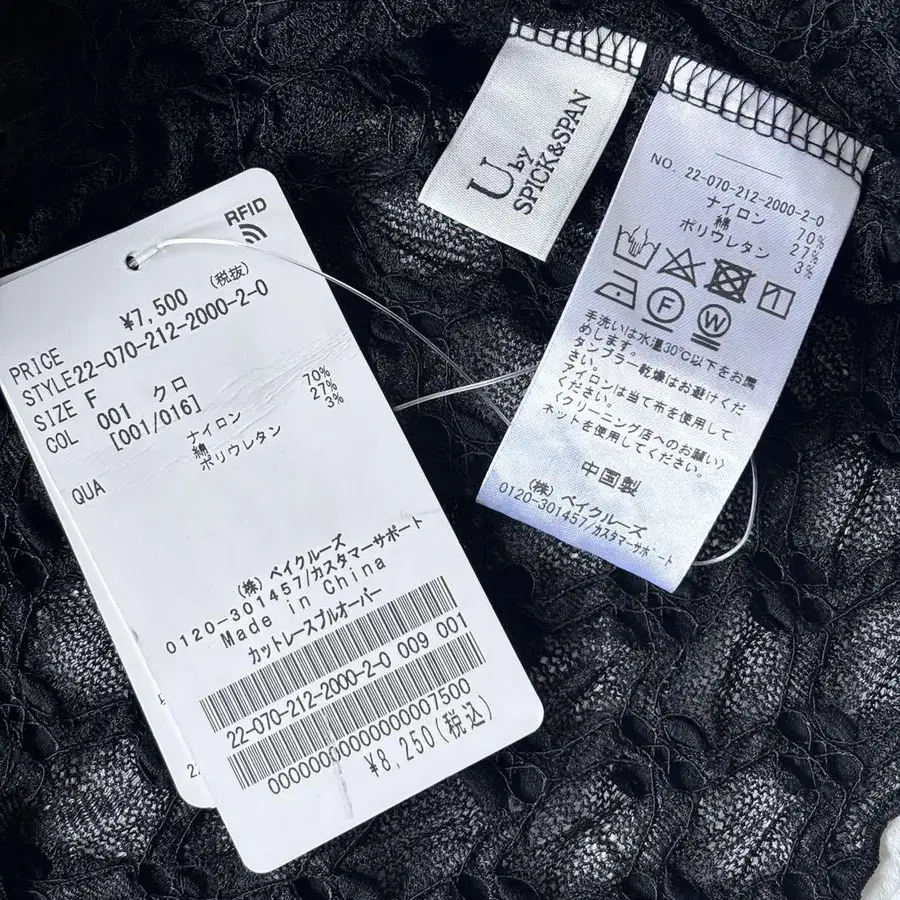 RFID
PRICE ¥7,500 (税抜)
STYLE22-070-212-2000-2-0
SIZE F
COL 001 クロ
[001/016]
QUA ナイロン 70%
綿 27%
ポリウレタン 3%
(株) ベイクルーズ
0120-301457/カスタマーサポート
Made in China
カットレースプルオーバー
22-070-212-2000-2-0 009 001
0000000000000007500
¥8,250(税込)
U by
SPICK&SPAN
NO. 22-070-212-2000-2-0
ナイロン 70%
綿 27%
ポリウレタン 3%
F
W
手洗いは水温30℃以下をお薦
めします。
タンブラー乾燥はお避けくだ
さい。
アイロンは当て布を使用して
ください。
〈クリーニング店へのお願い〉
ネットを使用してください。
中国製
(株) ベイクルーズ
0120-301457/カスタマーサポート